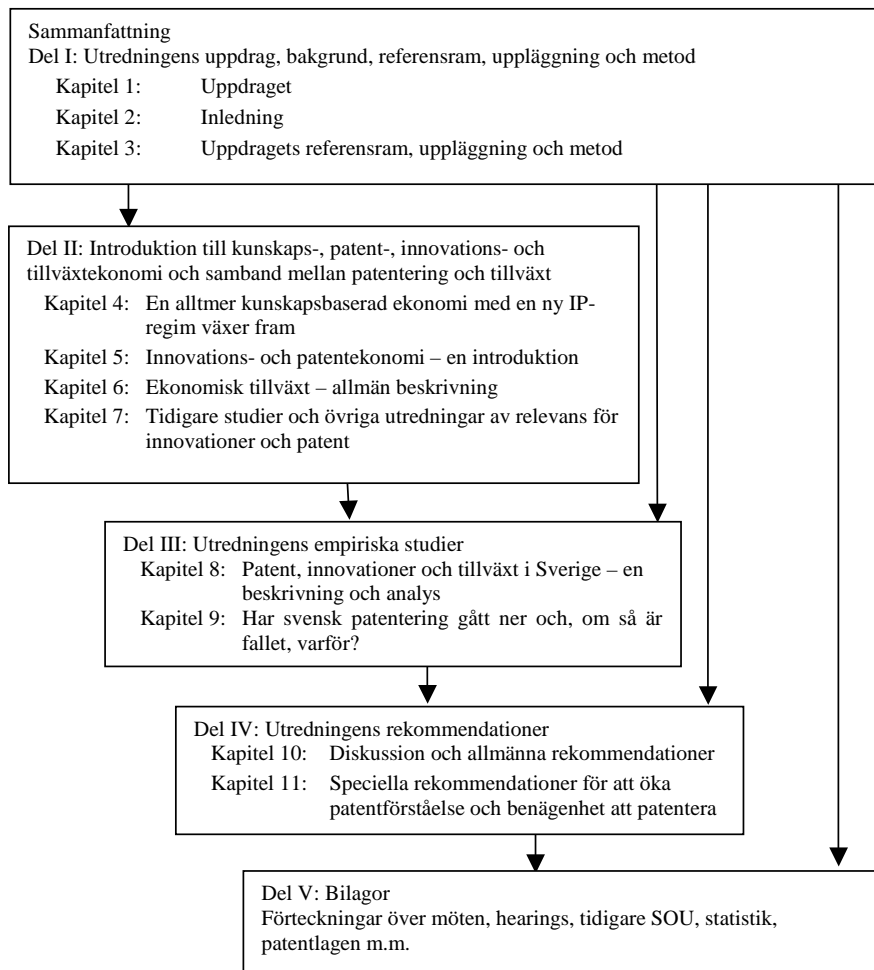 Sammanfattning
Del I: Utredningens uppdrag, bakgrund, referensram, uppläggning och metod
Kapitel 1: Uppdraget
Kapitel 2: Inledning
Kapitel 3: Uppdragets referensram, uppläggning och metod
Del II: Introduktion till kunskaps-, patent-, innovations- och
tillväxtekonomi och samband mellan patentering och tillväxt
Kapitel 4: En alltmer kunskapsbaserad ekonomi med en ny IP-
regim växer fram
Kapitel 5: Innovations- och patentekonomi – en introduktion
Kapitel 6: Ekonomisk tillväxt – allmän beskrivning
Kapitel 7: Tidigare studier och övriga utredningar av relevans för
innovationer och patent
Del III: Utredningens empiriska studier
Kapitel 8: Patent, innovationer och tillväxt i Sverige – en
beskrivning och analys
Kapitel 9: Har svensk patentering gått ner och, om så är
fallet, varför?
Del IV: Utredningens rekommendationer
Kapitel 10: Diskussion och allmänna rekommendationer
Kapitel 11: Speciella rekommendationer för att öka
patentförståelse och benägenhet att patentera
Del V: Bilagor
Förteckningar över möten, hearings, tidigare SOU, statistik,
patentlagen m.m.